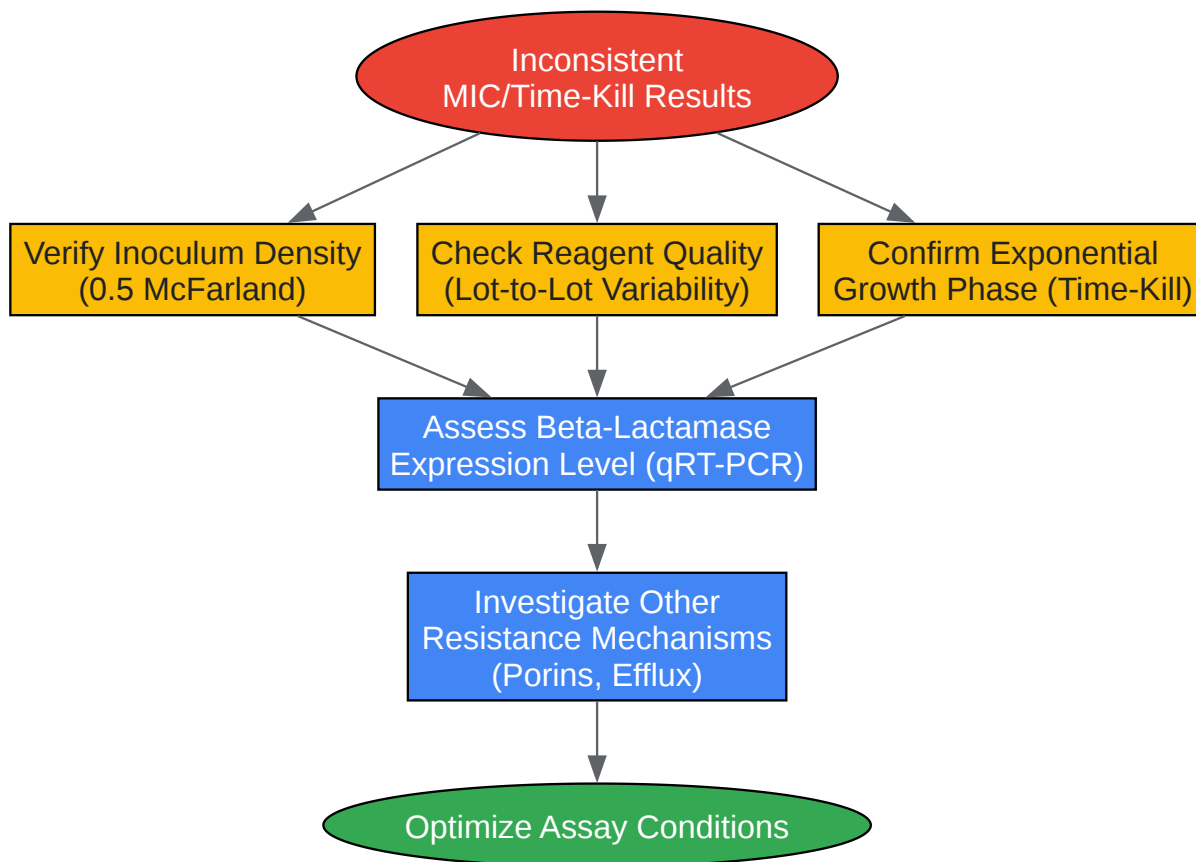 Inconsistent
MIC/Time-Kill Results
Verify Inoculum Density
(0.5 McFarland)
Check Reagent Quality
(Lot-to-Lot Variability)
Confirm Exponential
Growth Phase (Time-Kill)
Assess Beta-Lactamase
Expression Level (qRT-PCR)
Investigate Other
Resistance Mechanisms
(Porins, Efflux)
Optimize Assay Conditions